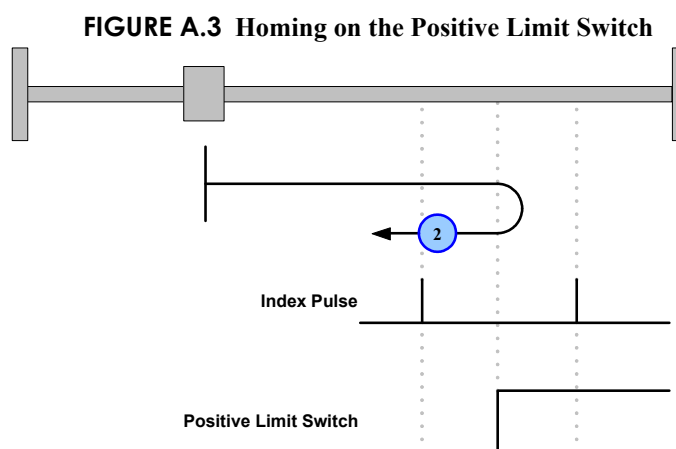 FIGURE A.3 Homing on the Positive Limit Switch
2
Index Pulse
Positive Limit Switch